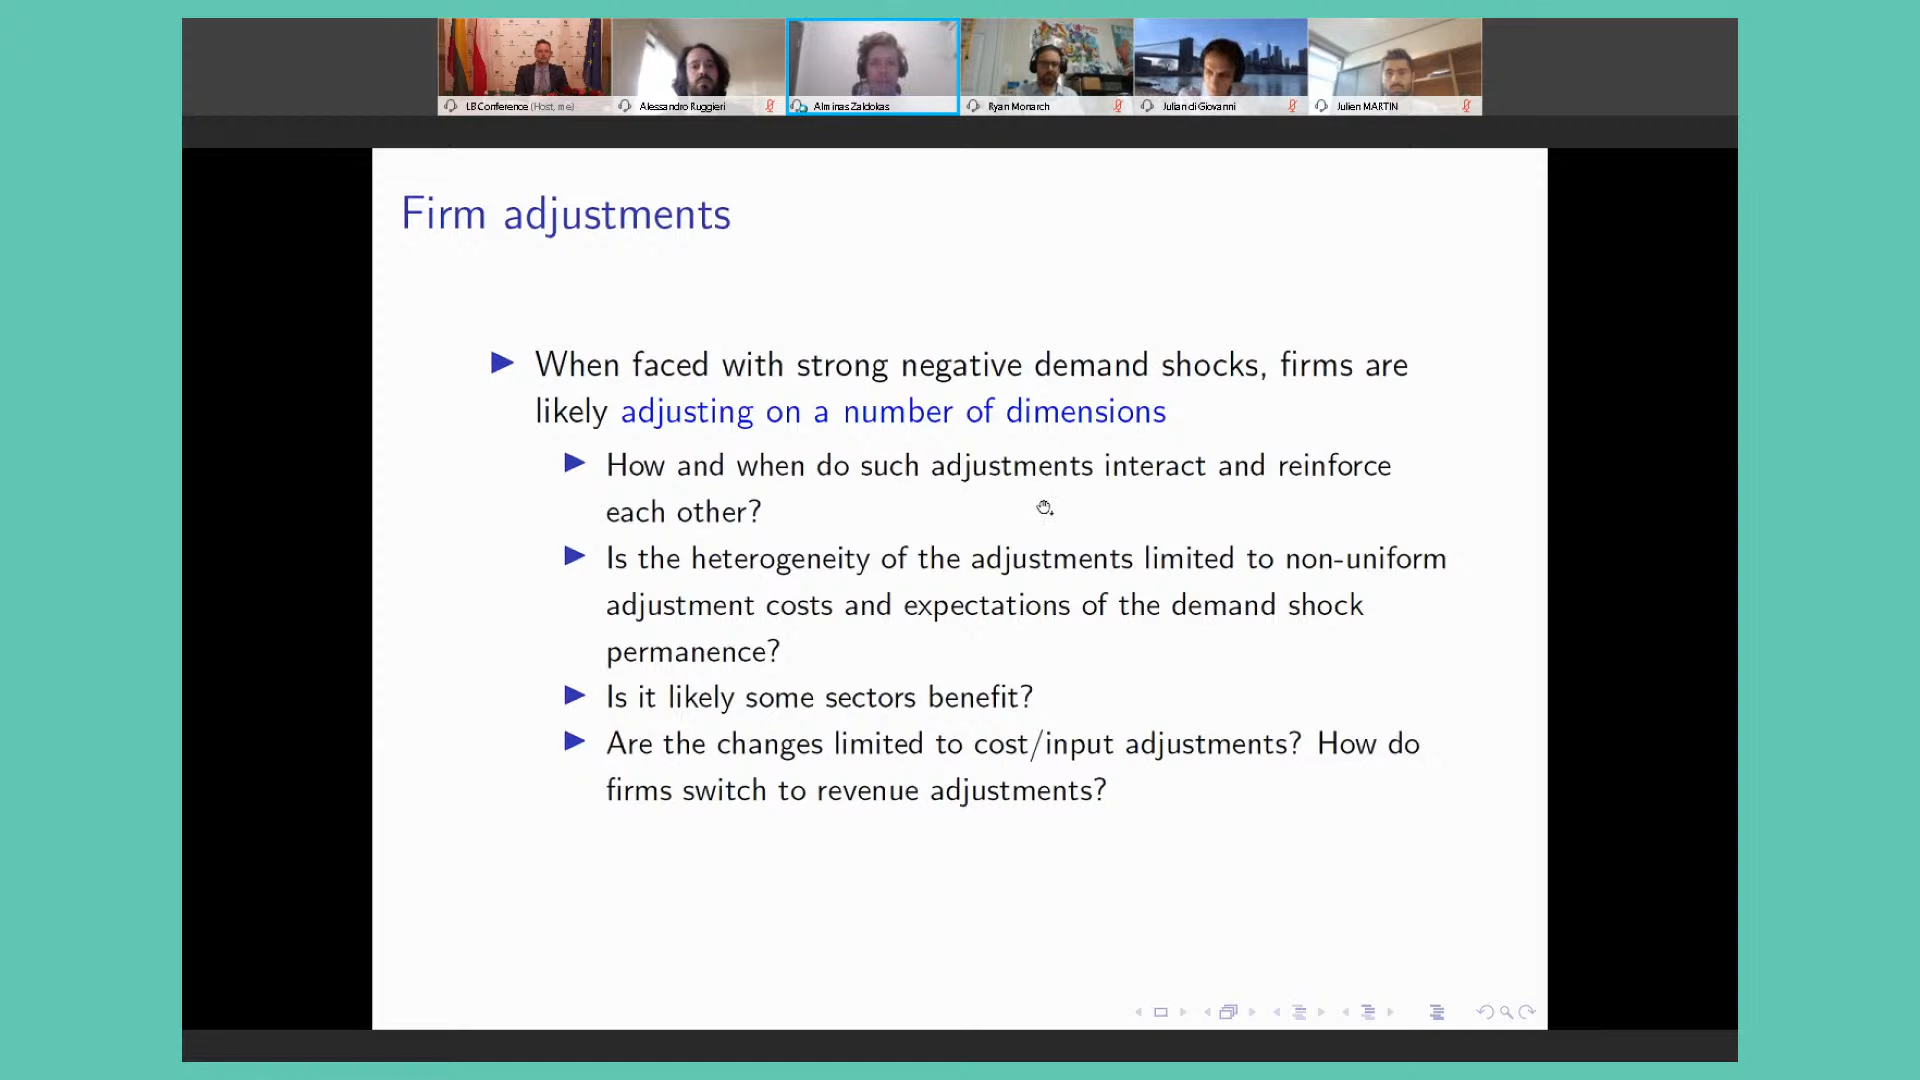 LB Conference (Host, me)
Alessandro Ruggieri
Alminas Zaldokas
Ryan Monarch
Julian di Giovanni
Julien MARTIN
Firm adjustments
When faced with strong negative demand shocks, firms are
likely adjusting on a number of dimensions
How and when do such adjustments interact and reinforce
each other?
Is the heterogeneity of the adjustments limited to non-uniform
adjustment costs and expectations of the demand shock
permanence?
Is it likely some sectors benefit?
Are the changes limited to cost/input adjustments? How do
firms switch to revenue adjustments?